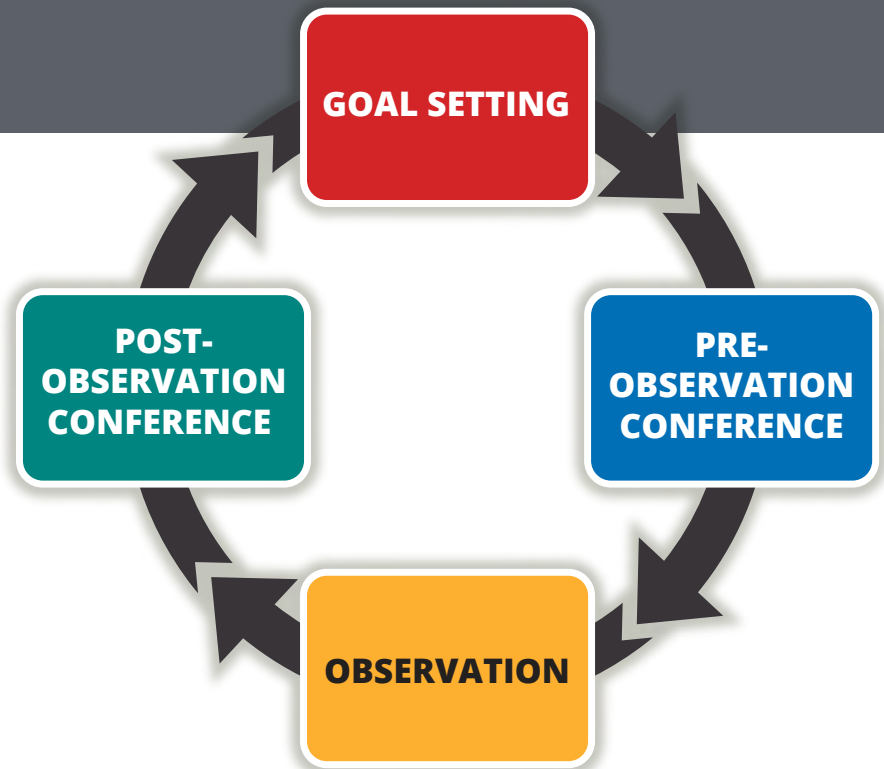 GOAL SETTING
PRE-
OBSERVATION
CONFERENCE
OBSERVATION
POST-
OBSERVATION
CONFERENCE